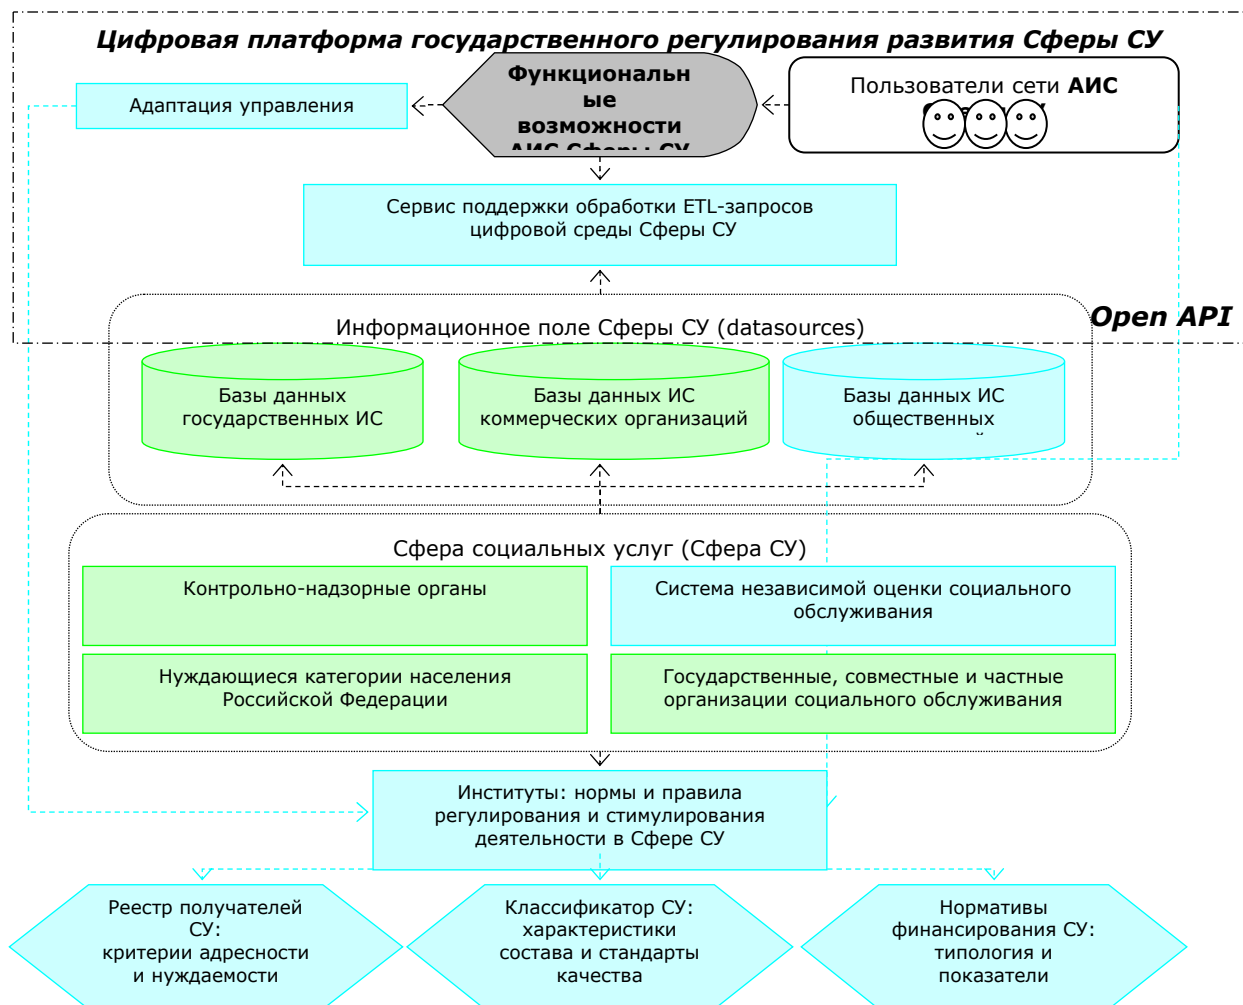 Цифровая платформа государственного регулирования развития Сферы СУ
Адаптация управления
Функциональн
ые
возможности
АИС Сферы СУ
Пользователи сети АИС
Сервис поддержки обработки ETL-запросов
цифровой среды Сферы СУ
Информационное поле Сферы СУ (datasources)
Open API
Базы данных
государственных ИС
Базы данных ИС
коммерческих организаций
Базы данных ИС
общественных
Сфера социальных услуг (Сфера СУ)
Контрольно-надзорные органы
Система независимой оценки социального
обслуживания
Нуждающиеся категории населения
Российской Федерации
Государственные, совместные и частные
организации социального обслуживания
Институты: нормы и правила
регулирования и стимулирования
деятельности в Сфере СУ
Реестр получателей
СУ:
критерии адресности
и нуждаемости
Классификатор СУ:
характеристики
состава и стандарты
качества
Нормативы
финансирования СУ:
типология и
показатели